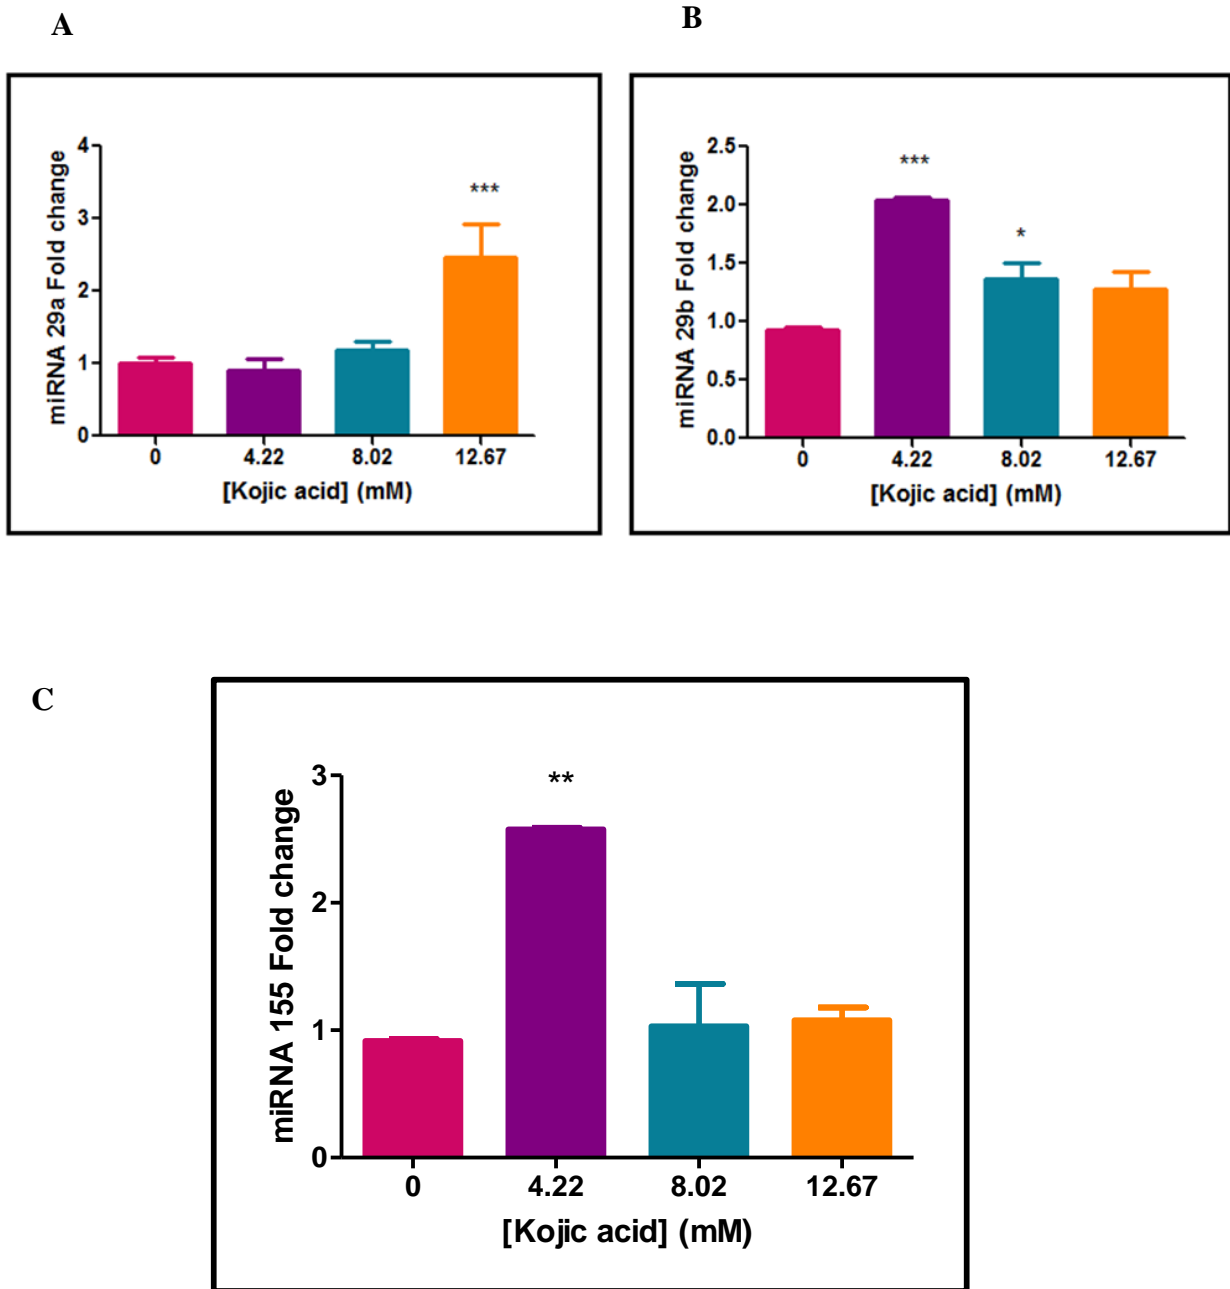 A
miRNA 29a Fold change
4
3
2
1
0
***
0 4.22 8.02 12.67
[Kojic acid] (mM)
B
miRNA 29b Fold change
2.5
2.0
1.5
1.0
0.5
0.0
***
*
0 4.22 8.02 12.67
[Kojic acid] (mM)
C
miRNA 155 Fold change
3
2
1
0
**
0 4.22 8.02 12.67
[Kojic acid] (mM)